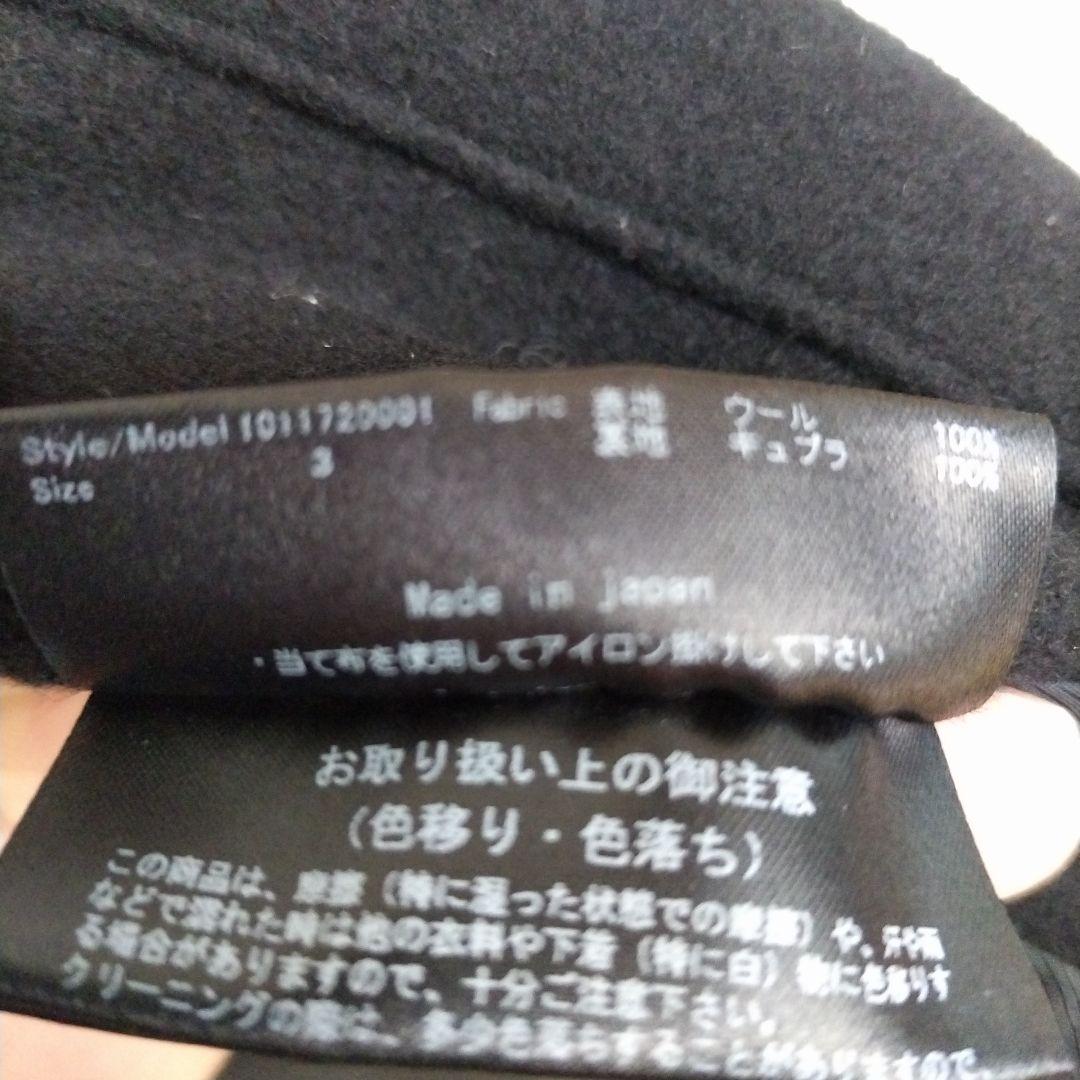 Style/Model 1011720001 Fabric 表地 ウール 100%
Size 3 裏地 キュプラ 100%
Made in japan
・当て布を使用してアイロン掛けして下さい
お取り扱い上の御注意
(色移り・色落ち)
この商品は、摩擦(特に湿った状態での摩擦)や、汗や雨
などで濡れた時は他の衣料や下着(特に白)物に色移りす
る場合がありますので、十分ご注意下さい。
クリーニングの際は、多少色落ちすることがありますので、